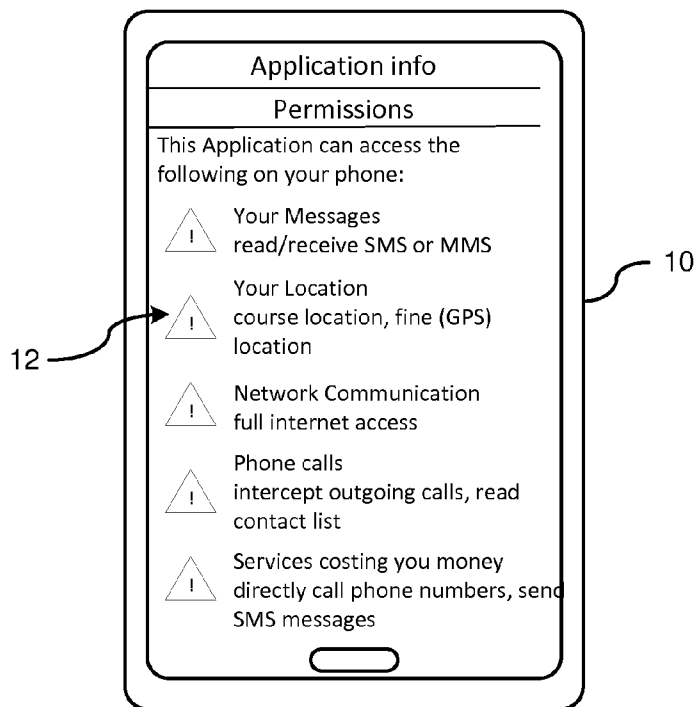 Application info
Permissions
This Application can access the
following on your phone:
! Your Messages
read/receive SMS or MMS
10
! Your Location
course location, fine (GPS)
location
12
! Network Communication
full internet access
! Phone calls
intercept outgoing calls, read
contact list
! Services costing you money
directly call phone numbers, send
SMS messages